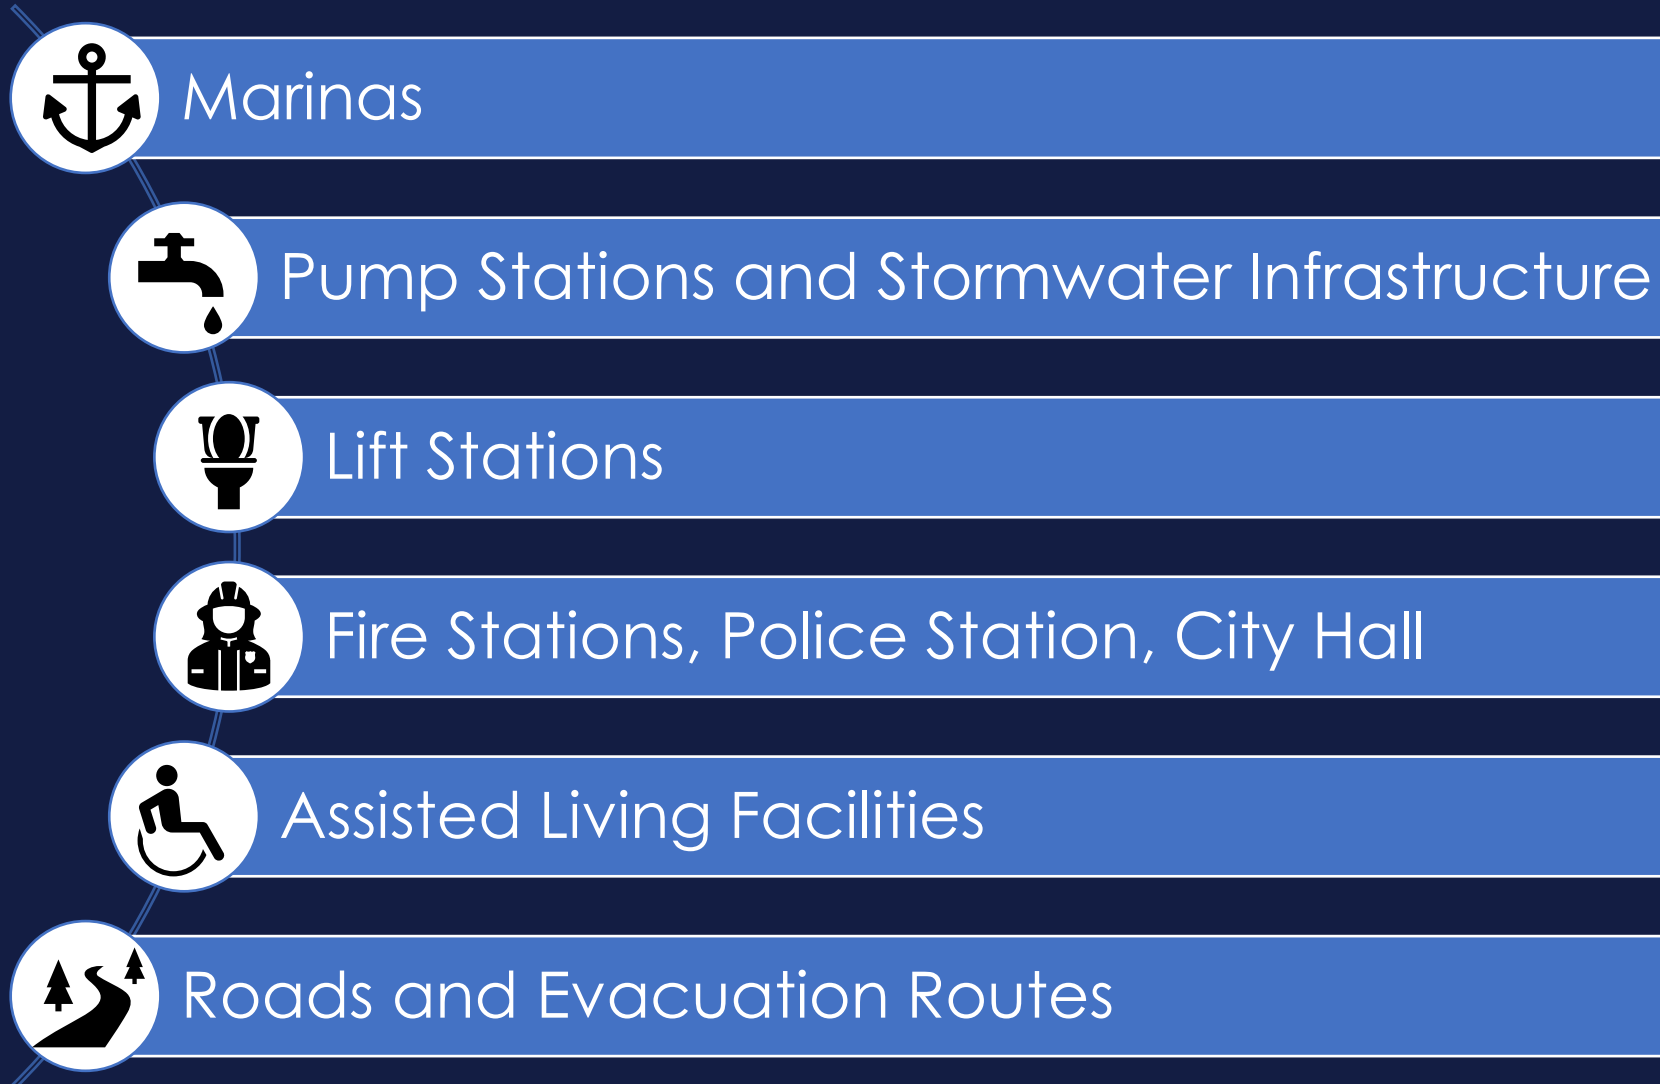 Marinas
Pump Stations and Stormwater Infrastructure
Lift Stations
Fire Stations, Police Station, City Hall
Assisted Living Facilities
Roads and Evacuation Routes